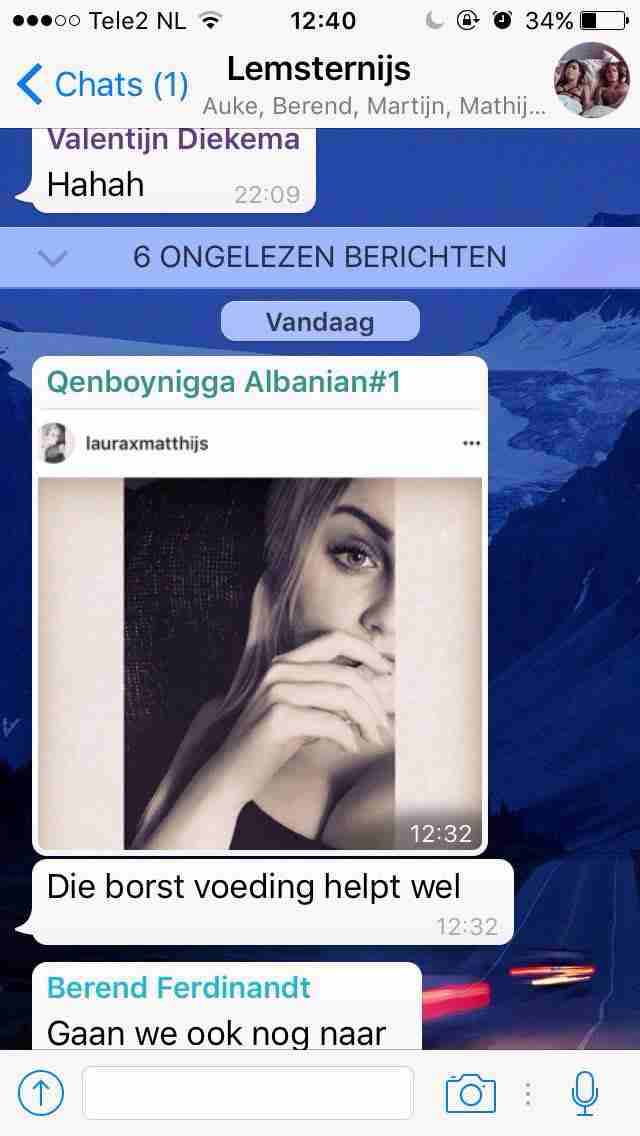 Tele2 NL 12:40 34%
Chats (1)
Lemsternijs
Auke, Berend, Martijn, Mathij...
Valentijn Diekema
Hahah
22:09
6 ONGELEZEN BERICHTEN
Vandaag
Qenboynigga Albanian#1
lauraxmatthijs
12:32
Die borst voeding helpt wel
12:32
Berend Ferdinandt
Gaan we ook nog naar